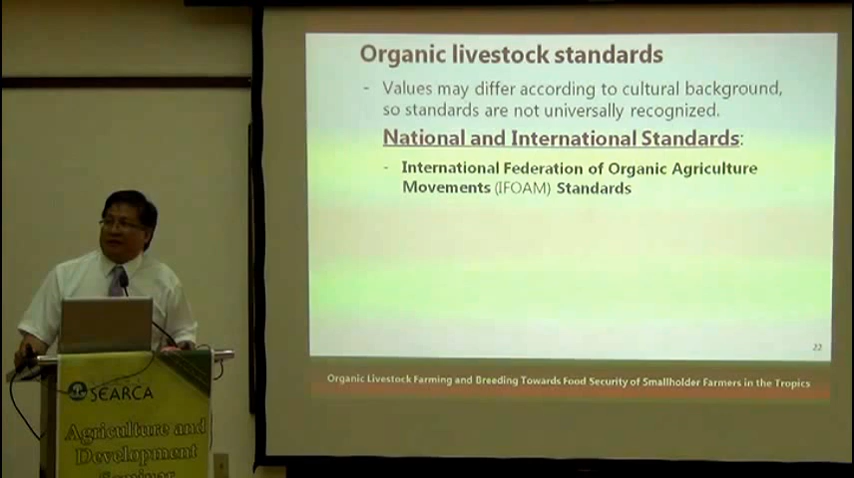 Organic livestock standards
- Values may differ according to cultural background,
so standards are not universally recognized.
National and International Standards:
- International Federation of Organic Agriculture
Movements (IFOAM) Standards
22
Organic Livestock Farming and Breeding Towards Food Security of Smallholder Farmers in the Tropics
SEARCA
Agriculture and
Development
Seminar